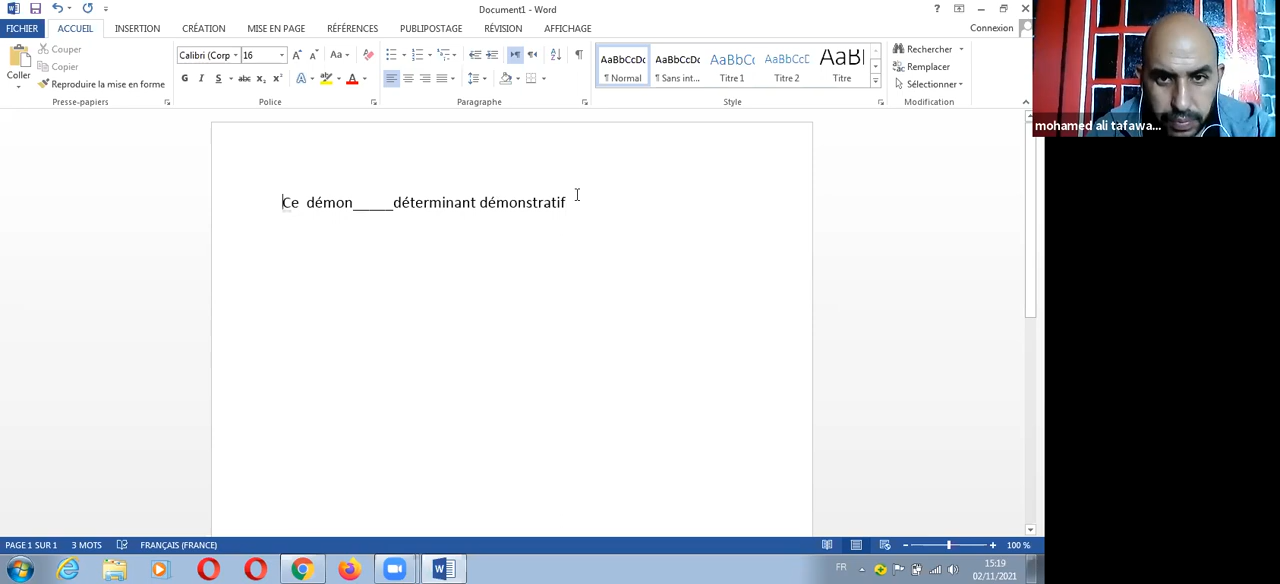 Document1 - Word
FICHIER ACCUEIL INSERTION CRÉATION MISE EN PAGE RÉFÉRENCES PUBLIPOSTAGE RÉVISION AFFICHAGE Connexion
Coller
Couper
Copier
Reproduire la mise en forme
Presse-papiers
Calibri (Corp 16
Police
Paragraphe
AaBbCcDc AaBbCcDc AaBbCc AaBbCcD AaBl
¶ Normal ¶ Sans int... Titre 1 Titre 2 Titre
Style
Rechercher
Remplacer
Sélectionner
Modification
mohamed ali tafawa...
Ce démon_____déterminant démonstratif
PAGE 1 SUR 1 3 MOTS FRANÇAIS (FRANCE) 100 %
FR 15:19
02/11/2021